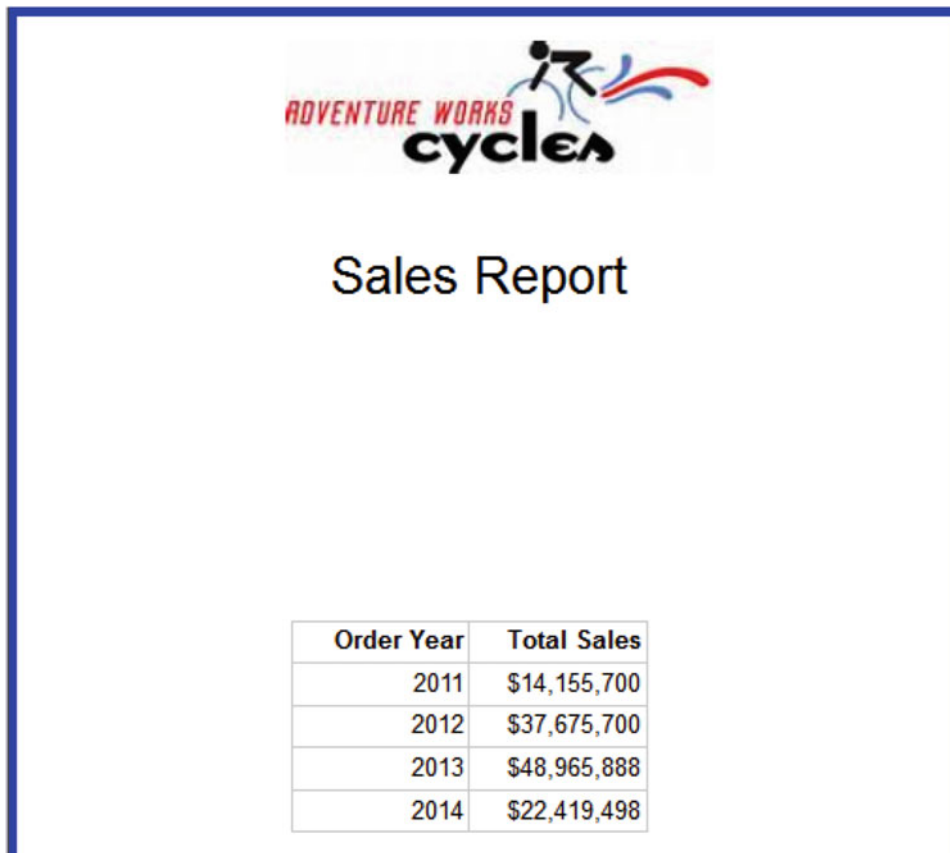 ADVENTURE WORKS
cycles
Sales Report
Order Year Total Sales
2011 $14,155,700
2012 $37,675,700
2013 $48,965,888
2014 $22,419,498